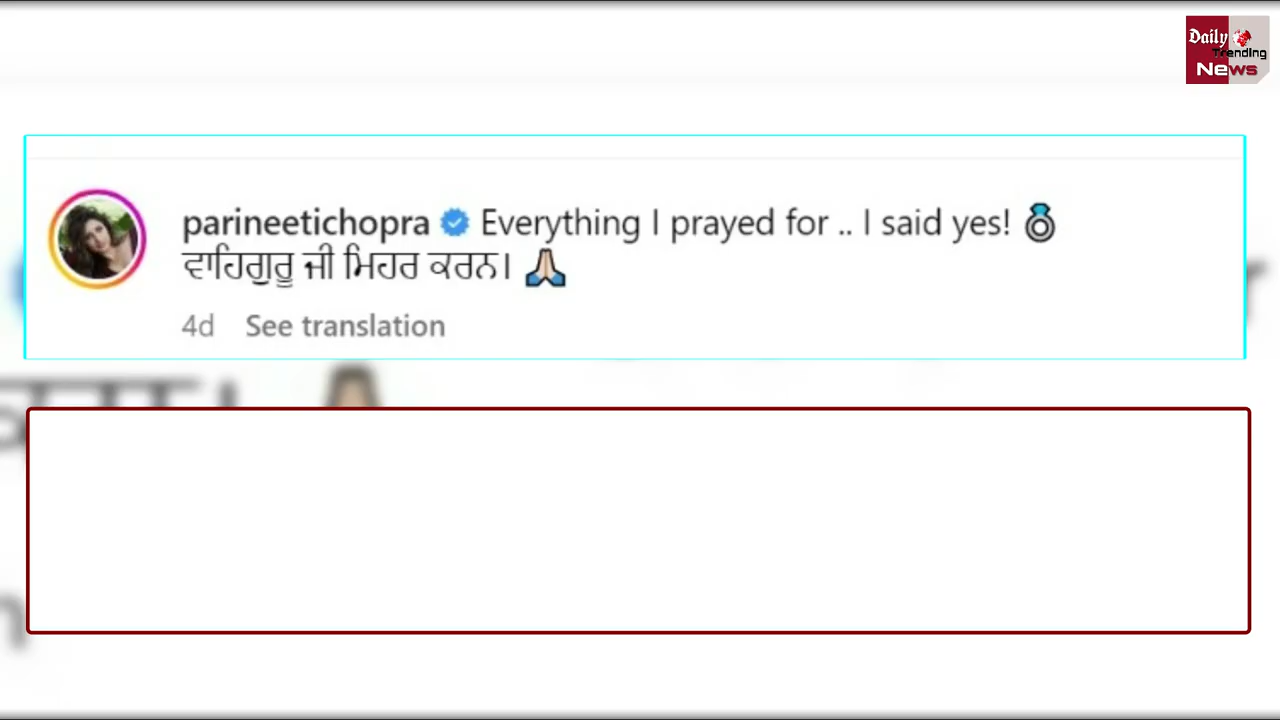 Daily
Trending
News
parineetichopra Everything I prayed for .. I said yes! 💍
ਵਾਹਿਗੁਰੂ ਜੀ ਮਿਹਰ ਕਰਨ। 🙏🏻
4d See translation